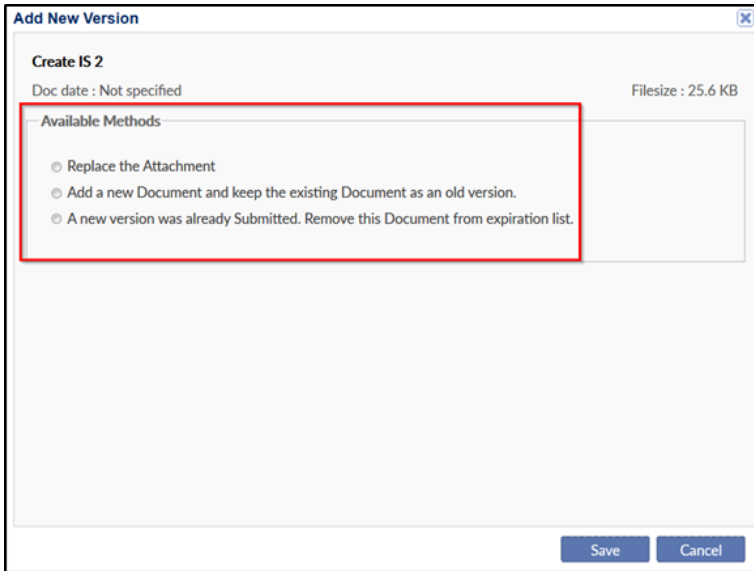 Add New Version
Create IS 2
Doc date : Not specified
Filesize : 25.6 KB
Available Methods
Replace the Attachment
Add a new Document and keep the existing Document as an old version.
A new version was already Submitted. Remove this Document from expiration list.
Save
Cancel